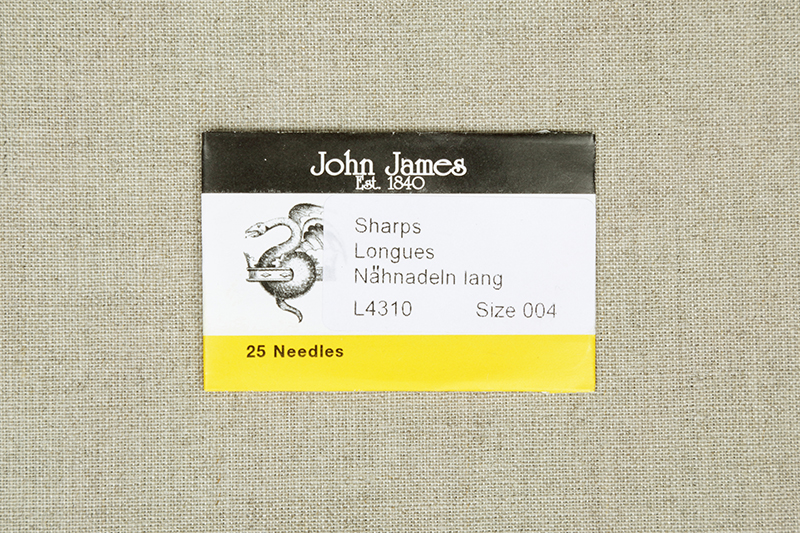 John James
Est. 1840
Sharps
Longues
Nähnadeln lang
L4310 Size 004
25 Needles